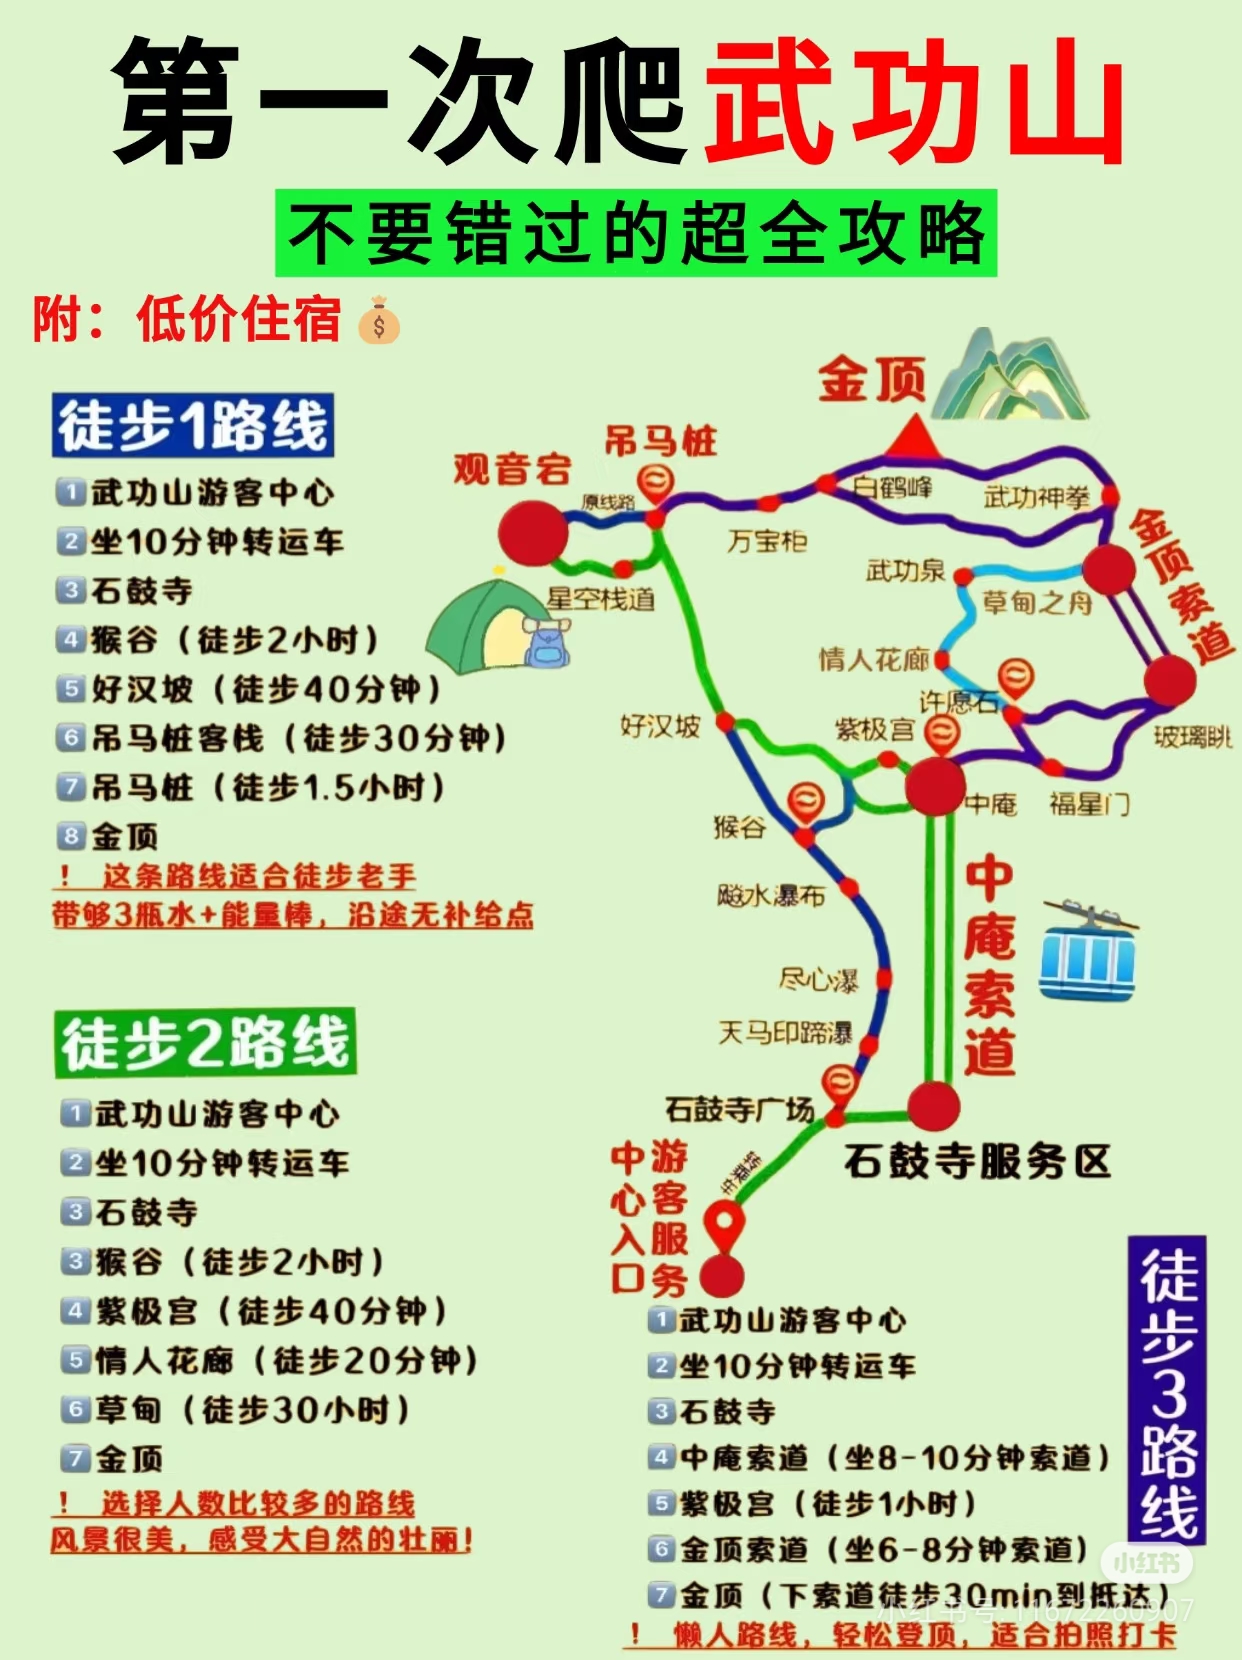 第一次爬武功山
不要错过的超全攻略
附：低价住宿
徒步1路线
1 武功山游客中心
2 坐10分钟转运车
3 石鼓寺
4 猴谷（徒步2小时）
5 好汉坡（徒步40分钟）
6 吊马桩客栈（徒步30分钟）
7 吊马桩（徒步1.5小时）
8 金顶
！ 这条路线适合徒步老手
带够3瓶水+能量棒，沿途无补给点
金顶
吊马桩
观音宕
原线路
白鹤峰
武功神拳
万宝柜
金顶索道
武功泉
草甸之舟
星空栈道
情人花廊
许愿石
好汉坡
紫极宫
玻璃眺
猴谷
中庵
福星门
飚水瀑布
中庵索道
尽心瀑
天马印蹄瀑
石鼓寺广场
石鼓寺服务区
转乘车
游客服务
中心入口
徒步2路线
1 武功山游客中心
2 坐10分钟转运车
3 石鼓寺
3 猴谷（徒步2小时）
4 紫极宫（徒步40分钟）
5 情人花廊（徒步20分钟）
6 草甸（徒步30小时）
7 金顶
！ 选择人数比较多的路线
风景很美，感受大自然的壮丽！
徒步3路线
1 武功山游客中心
2 坐10分钟转运车
3 石鼓寺
4 中庵索道（坐8-10分钟索道）
5 紫极宫（徒步1小时）
6 金顶索道（坐6-8分钟索道）
7 金顶（下索道徒步30min到抵达）
！ 懒人路线，轻松登顶，适合拍照打卡
小红书
小红书号:11672260907